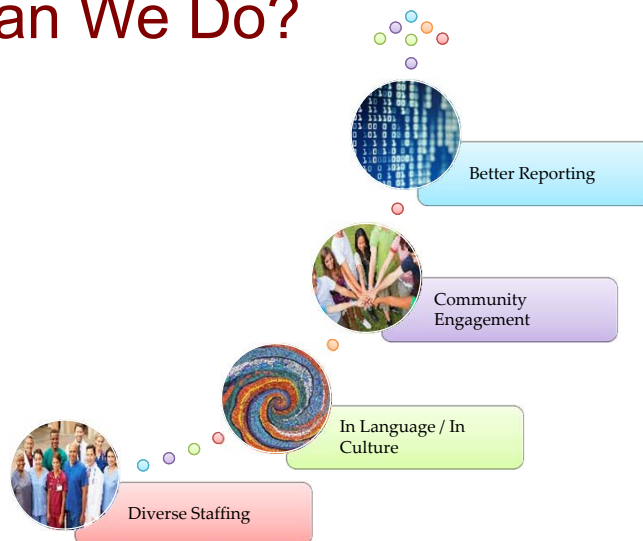 an We Do?
Better Reporting
Community
Engagement
In Language / In
Culture
Diverse Staffing